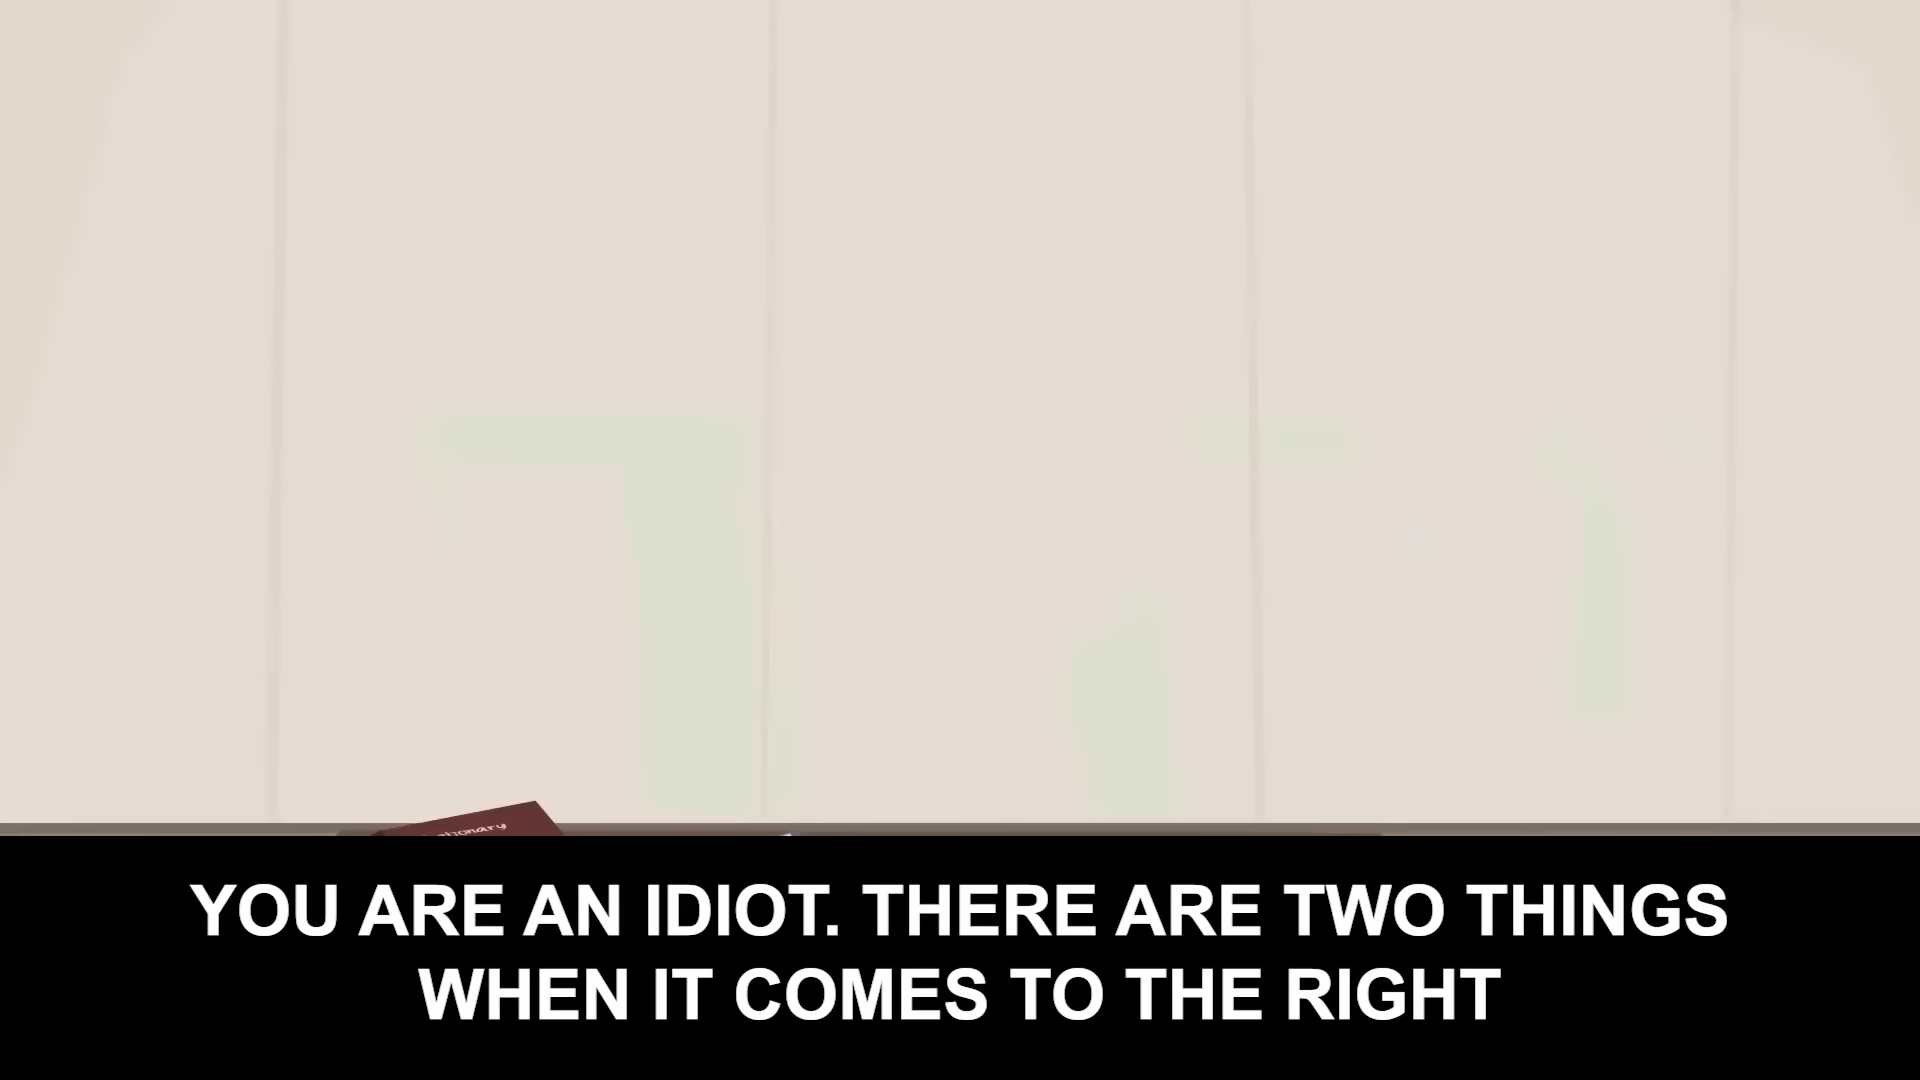 YOU ARE AN IDIOT. THERE ARE TWO THINGS
WHEN IT COMES TO THE RIGHT